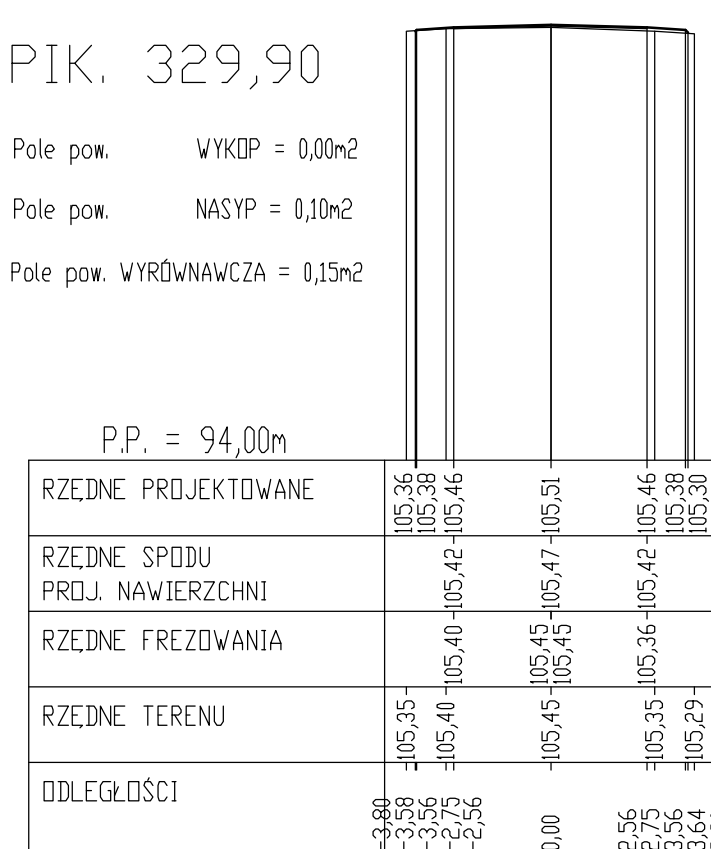 PIK. 329,90
Pole pow. WYKOP = 0,00m2
Pole pow. NASYP = 0,10m2
Pole pow. WYRÓWNAWCZA = 0,15m2
P.P. = 94,00m
RZĘDNE PROJEKTOWANE 105,36 105,38 105,46 105,51 105,46 105,38 105,30
RZĘDNE SPODU
PROJ. NAWIERZCHNI 105,42 105,47 105,42
RZĘDNE FREZOWANIA 105,40 105,45 105,45 105,36
RZĘDNE TERENU 105,35 105,40 105,45 105,35 105,29
ODLEGŁOŚCI -3,80 -3,58 -3,56 -2,75 -2,56 0,00 2,56 2,75 3,56 3,64